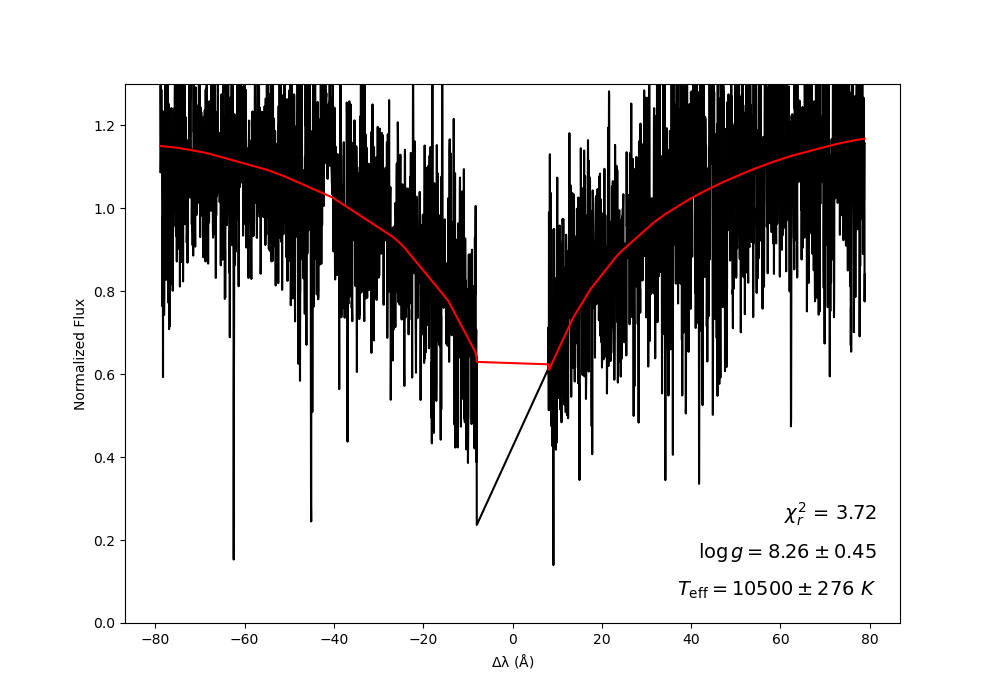 1.2
1.0
0.8
0.6
0.4
0.2
0.0
Normalized Flux
χ²ᵣ = 3.72
log g = 8.26 ± 0.45
T_eff = 10500 ± 276 K
−80 −60 −40 −20 0 20 40 60 80
Δλ (Å)